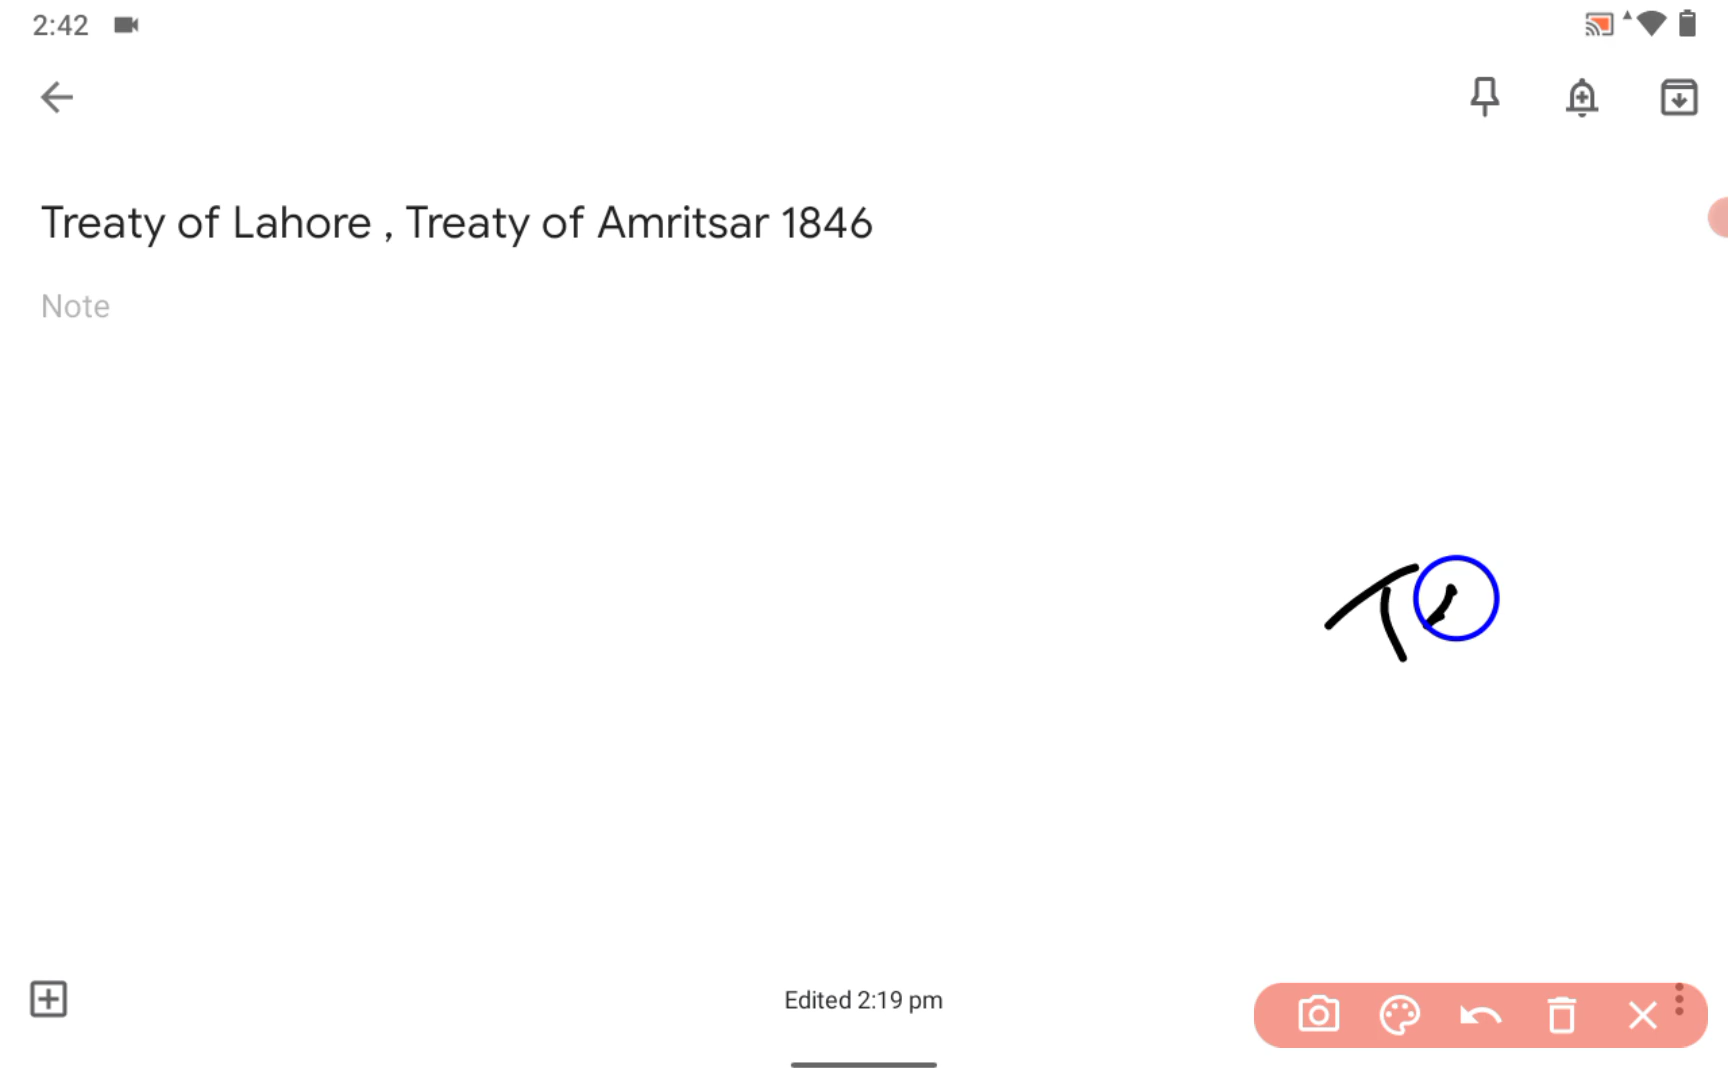 2:42
Treaty of Lahore , Treaty of Amritsar 1846
Note
T
Edited 2:19 pm